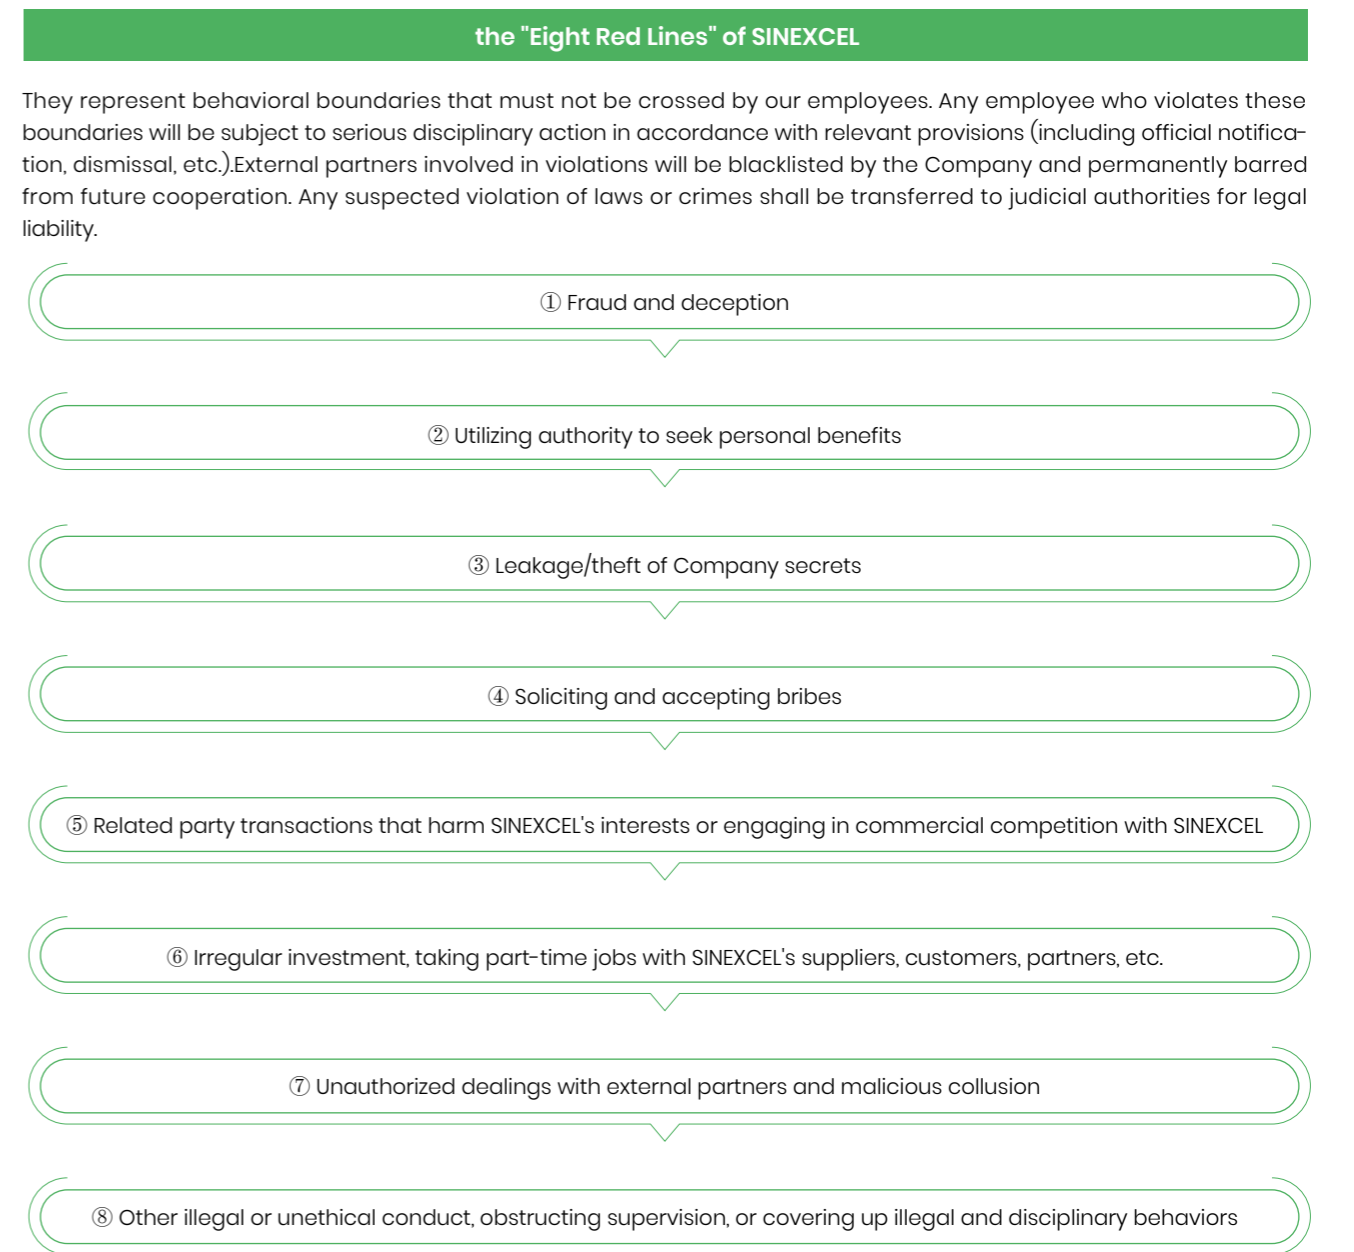 the "Eight Red Lines" of SINEXCEL
They represent behavioral boundaries that must not be crossed by our employees. Any employee who violates these
boundaries will be subject to serious disciplinary action in accordance with relevant provisions (including official notifica-
tion, dismissal, etc.).External partners involved in violations will be blacklisted by the Company and permanently barred
from future cooperation. Any suspected violation of laws or crimes shall be transferred to judicial authorities for legal
liability.
① Fraud and deception
② Utilizing authority to seek personal benefits
③ Leakage/theft of Company secrets
④ Soliciting and accepting bribes
⑤ Related party transactions that harm SINEXCEL's interests or engaging in commercial competition with SINEXCEL
⑥ Irregular investment, taking part-time jobs with SINEXCEL's suppliers, customers, partners, etc.
⑦ Unauthorized dealings with external partners and malicious collusion
⑧ Other illegal or unethical conduct, obstructing supervision, or covering up illegal and disciplinary behaviors